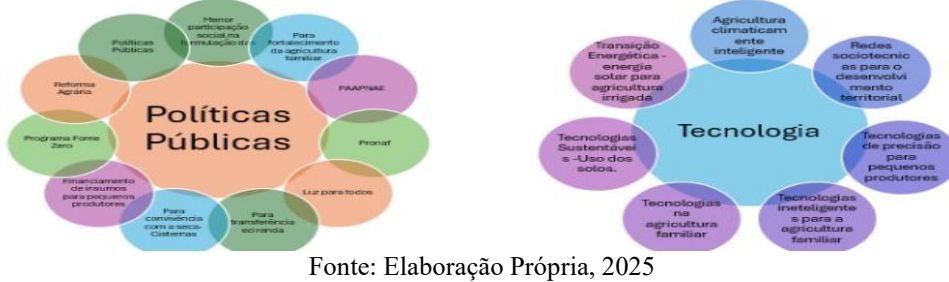 Menor
participação
social na
formulação das
Para
fortalecimento
da agricultura
familiar
PAAPNAE
Pronaf
Luz para todos
Para
transferência
Para
convivência
com a seca-
Cisternas
Financiamento
de insumos
para pequenos
produtores
Programa Fome
Zero
Reforma
Agrária
Políticas
Públicas
Políticas
Públicas
Agricultura
climaticam
ente
inteligente
Redes
sociotecnic
as para o
desenvolvi
mento
territorial
Tecnologias
de precisão
para
pequenos
produtores
Tecnologias
ineteligente
s para a
agricultura
familiar
Tecnologias
na
agricultura
familiar
Tecnologias
Sustentávei
s -Uso dos
solos.
Transição
Energética -
energia
solar para
agricultura
irrigada
Tecnologia
Fonte: Elaboração Própria, 2025